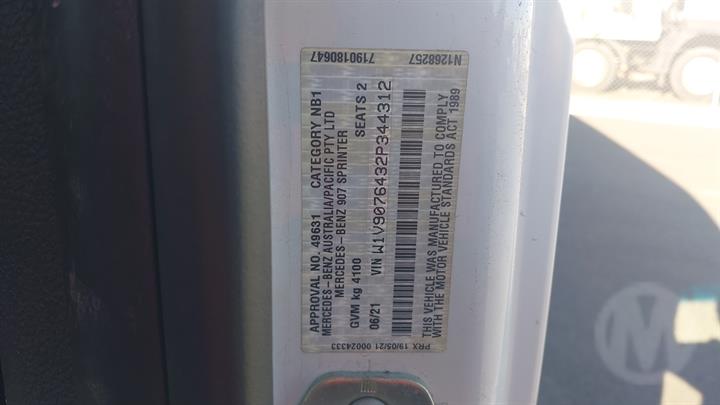 7190180647 N1268257
APPROVAL NO. 49631 CATEGORY NB1
MERCEDES-BENZ AUSTRALIA/PACIFIC PTY LTD
MERCEDES-BENZ 907 SPRINTER
GVM kg 4100 SEATS 2
06/21 VIN W1V9076432P344312
THIS VEHICLE WAS MANUFACTURED TO COMPLY
WITH THE MOTOR VEHICLE STANDARDS ACT 1989
PRX 19/05/21 00024333
M